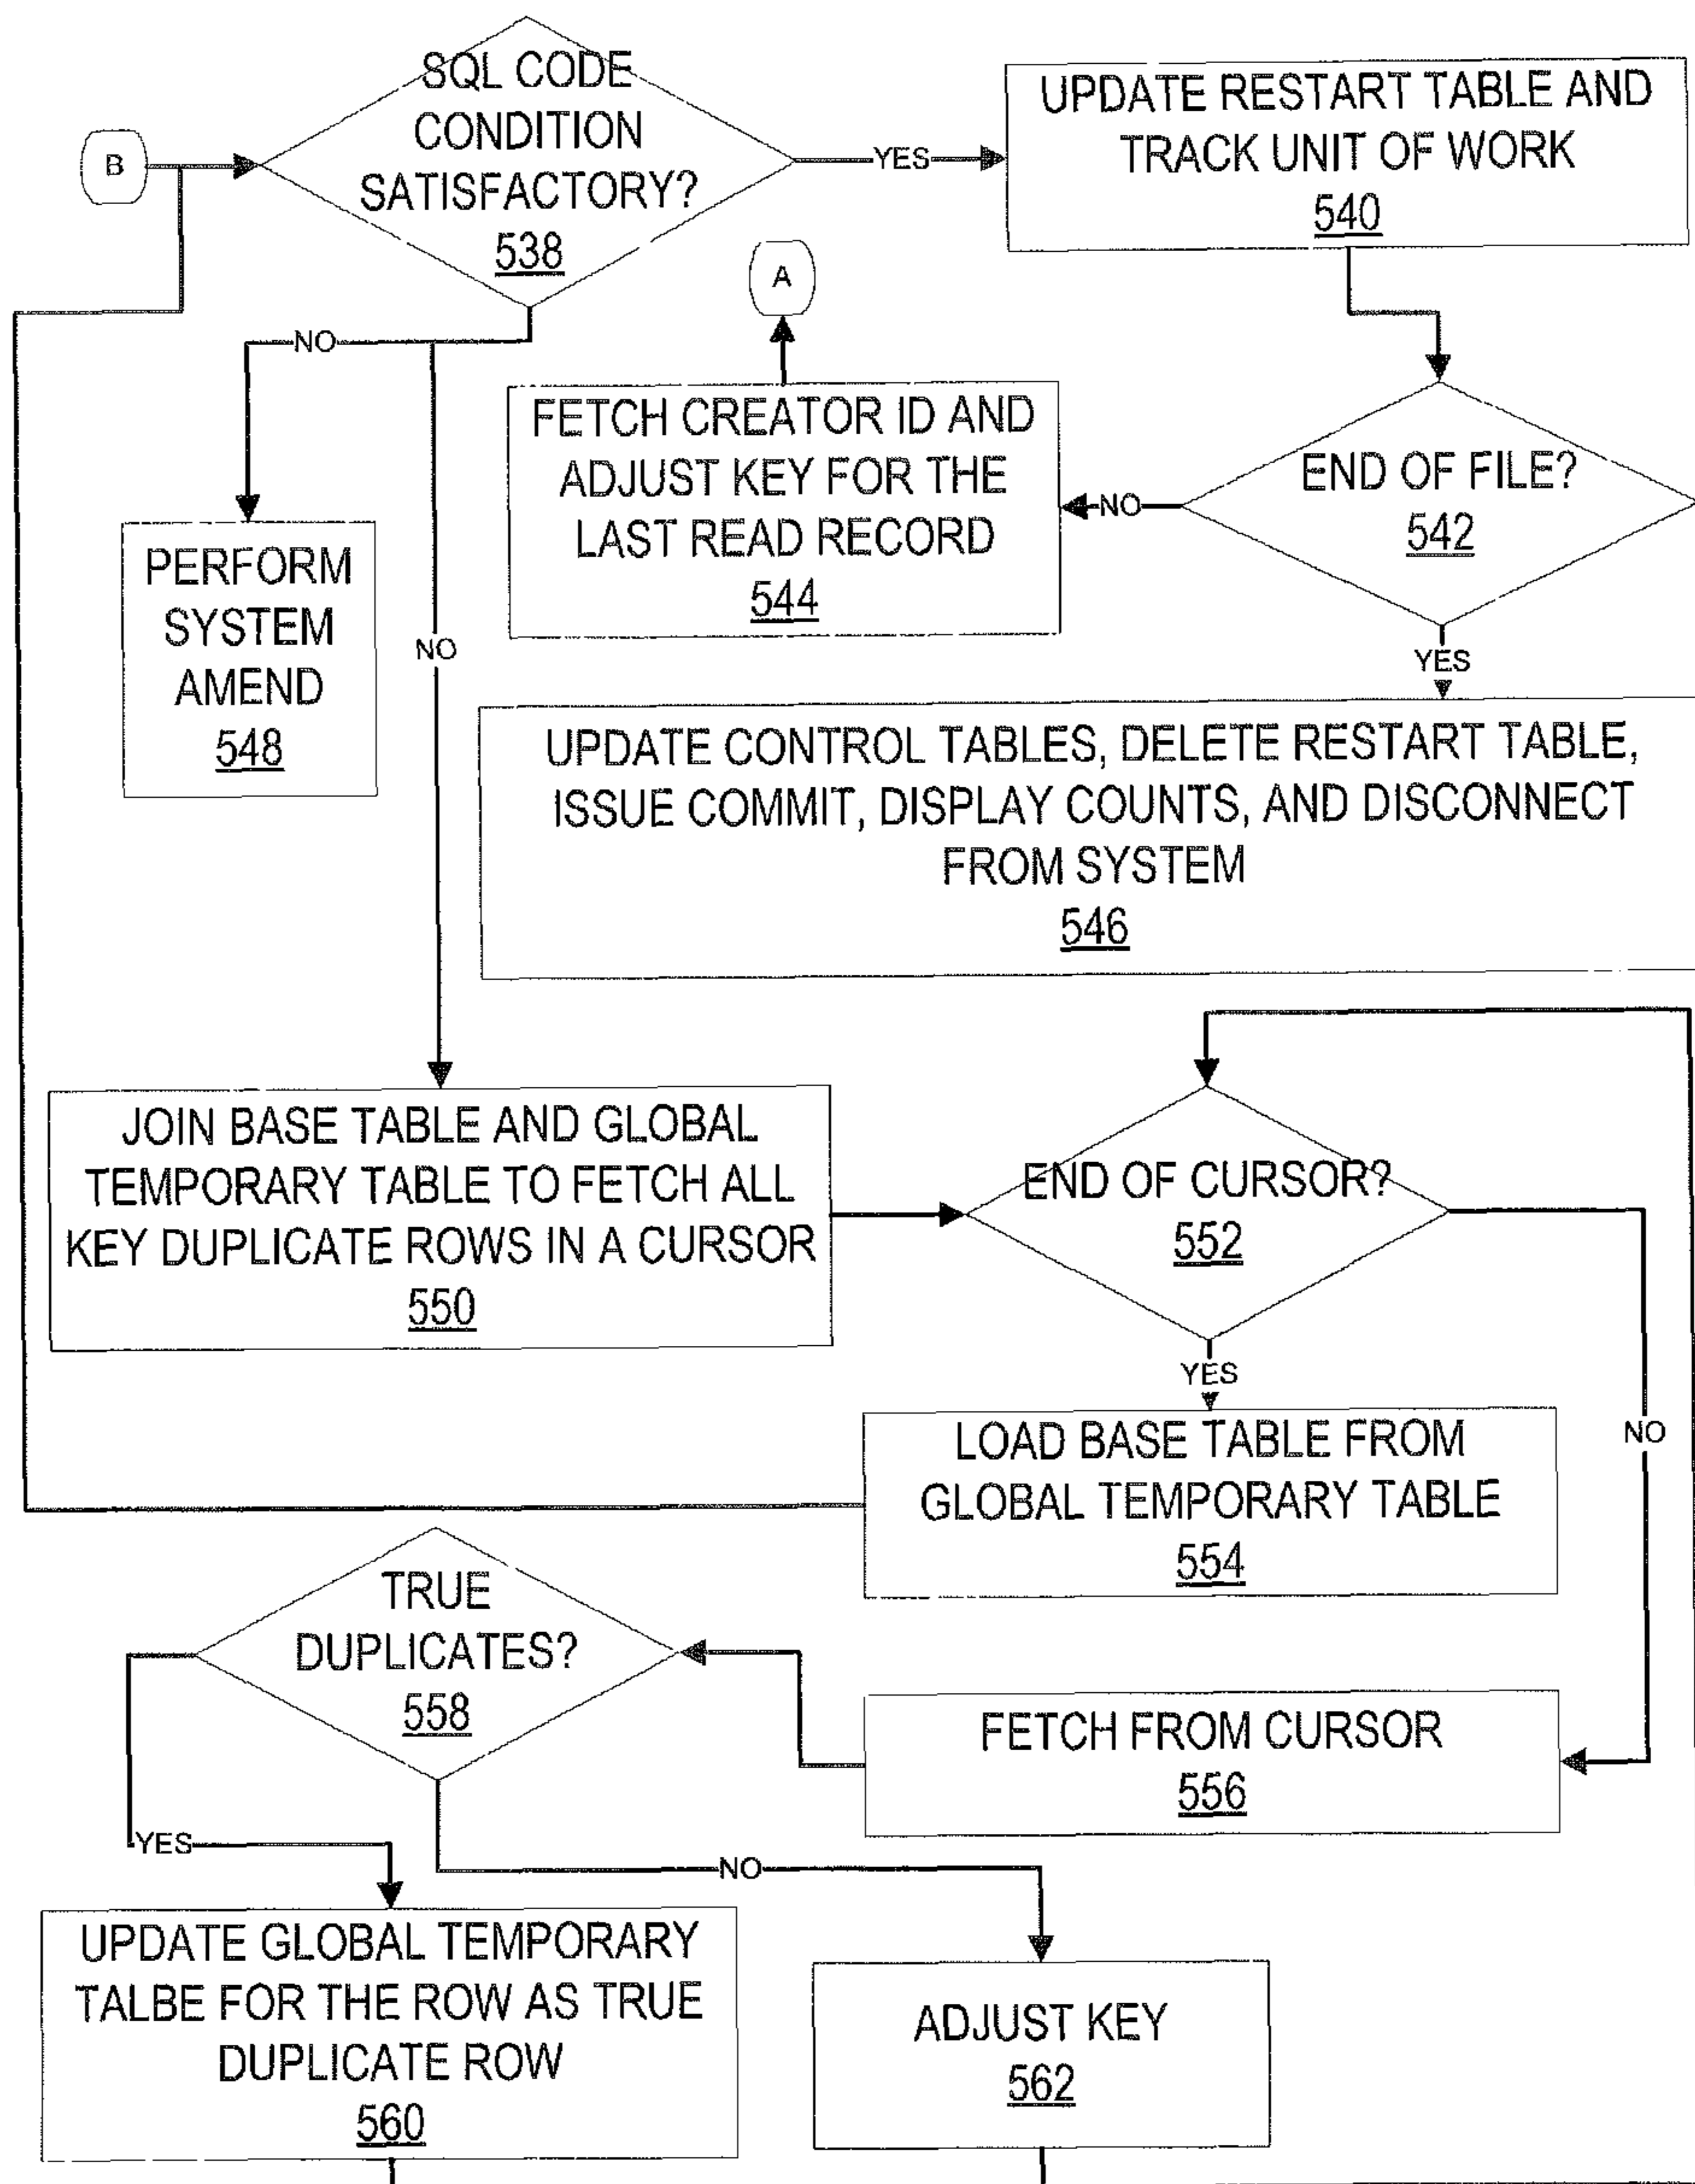 SQL CODE
CONDITION
SATISFACTORY?
538
B
YES
UPDATE RESTART TABLE AND
TRACK UNIT OF WORK
540
A
NO
FETCH CREATOR ID AND
ADJUST KEY FOR THE
LAST READ RECORD
544
NO
END OF FILE?
542
PERFORM
SYSTEM
AMEND
548
NO
YES
UPDATE CONTROL TABLES, DELETE RESTART TABLE,
ISSUE COMMIT, DISPLAY COUNTS, AND DISCONNECT
FROM SYSTEM
546
JOIN BASE TABLE AND GLOBAL
TEMPORARY TABLE TO FETCH ALL
KEY DUPLICATE ROWS IN A CURSOR
550
END OF CURSOR?
552
YES
NO
LOAD BASE TABLE FROM
GLOBAL TEMPORARY TABLE
554
TRUE
DUPLICATES?
558
FETCH FROM CURSOR
556
YES
NO
UPDATE GLOBAL TEMPORARY
TALBE FOR THE ROW AS TRUE
DUPLICATE ROW
560
ADJUST KEY
562